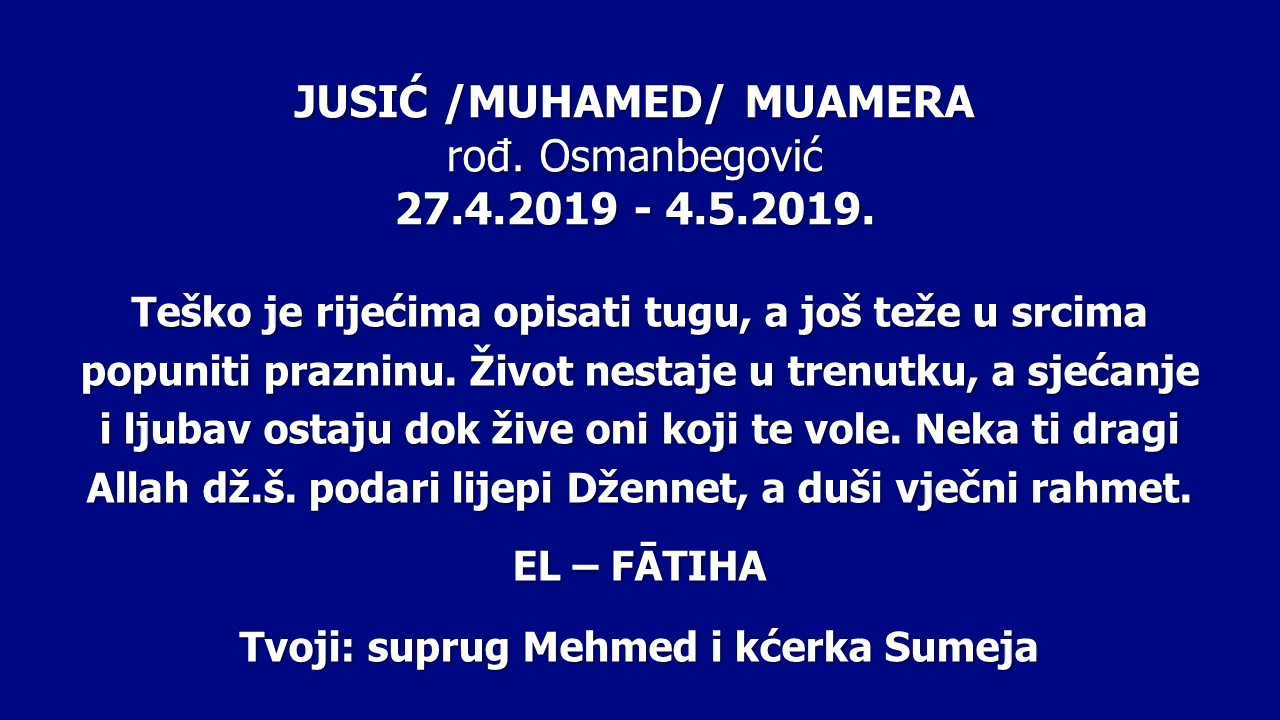 JUSIĆ /MUHAMED/ MUAMERA
rođ. Osmanbegović
27.4.2019 - 4.5.2019.
Teško je rijećima opisati tugu, a još teže u srcima
popuniti prazninu. Život nestaje u trenutku, a sjećanje
i ljubav ostaju dok žive oni koji te vole. Neka ti dragi
Allah dž.š. podari lijepi Džennet, a duši vječni rahmet.
EL – FĀTIHA
Tvoji: suprug Mehmed i kćerka Sumeja